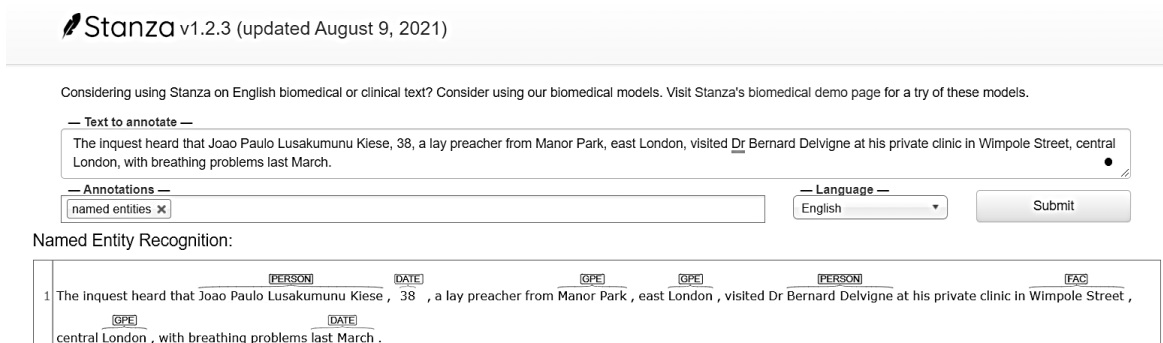 Stanza v1.2.3 (updated August 9, 2021)
Considering using Stanza on English biomedical or clinical text? Consider using our biomedical models. Visit Stanza's biomedical demo page for a try of these models.
— Text to annotate —
The inquest heard that Joao Paulo Lusakumunu Kiese, 38, a lay preacher from Manor Park, east London, visited Dr Bernard Delvigne at his private clinic in Wimpole Street, central
London, with breathing problems last March.
— Annotations —
— Language —
named entities ×
English
Submit
Named Entity Recognition:
PERSON DATE GPE GPE PERSON FAC
1 The inquest heard that Joao Paulo Lusakumunu Kiese , 38 , a lay preacher from Manor Park , east London , visited Dr Bernard Delvigne at his private clinic in Wimpole Street ,
GPE DATE
central London , with breathing problems last March .